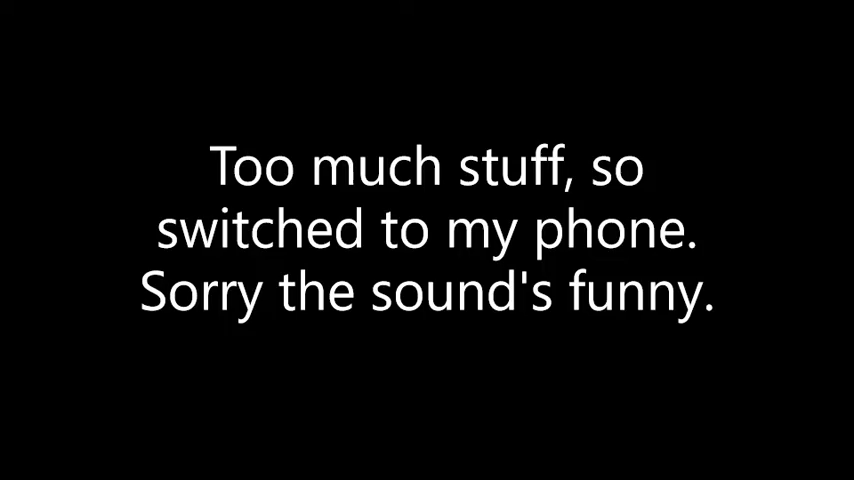 Too much stuff, so
switched to my phone.
Sorry the sound's funny.